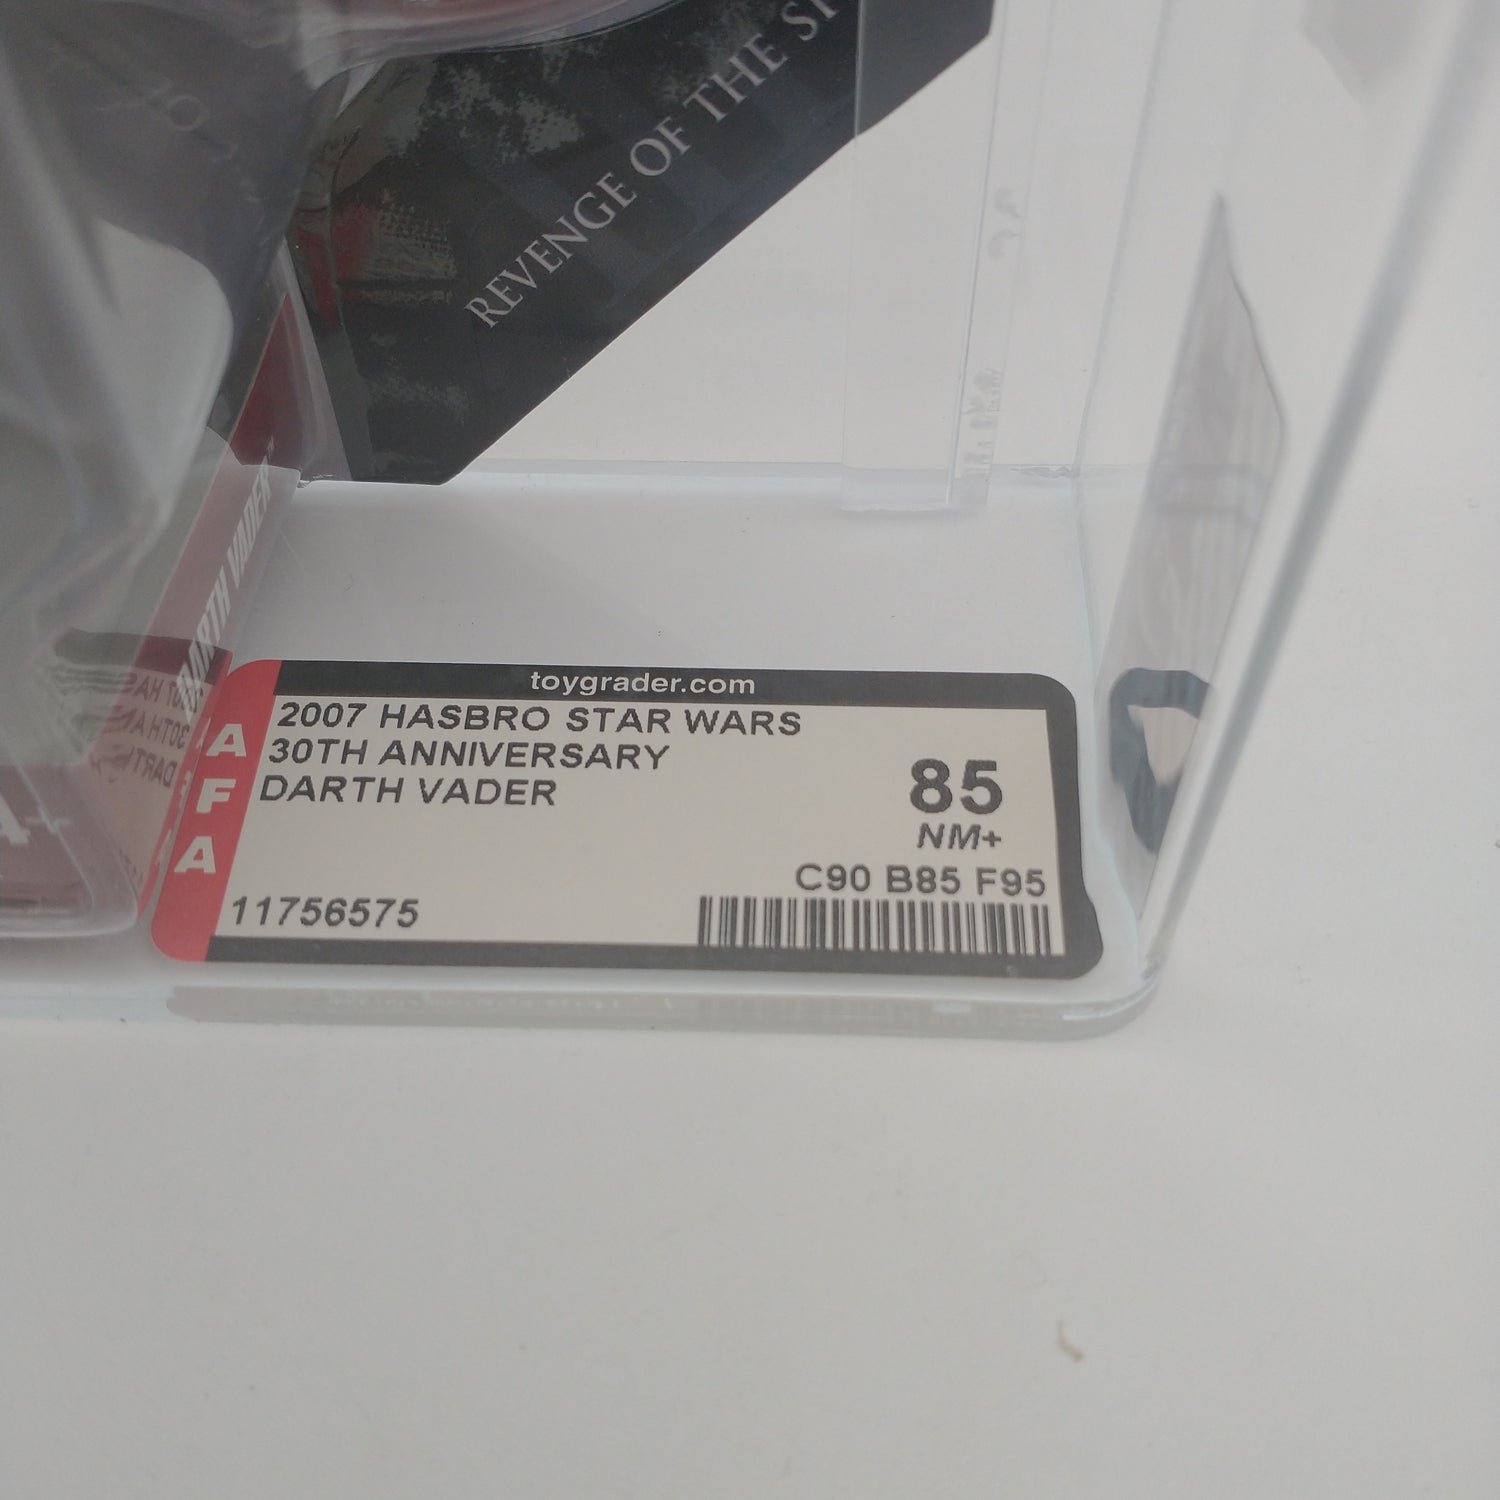 REVENGE OF THE
DARTH VADER
toygrader.com
AFA
2007 HASBRO STAR WARS
30TH ANNIVERSARY
DARTH VADER
85
NM+
C90 B85 F95
11756575